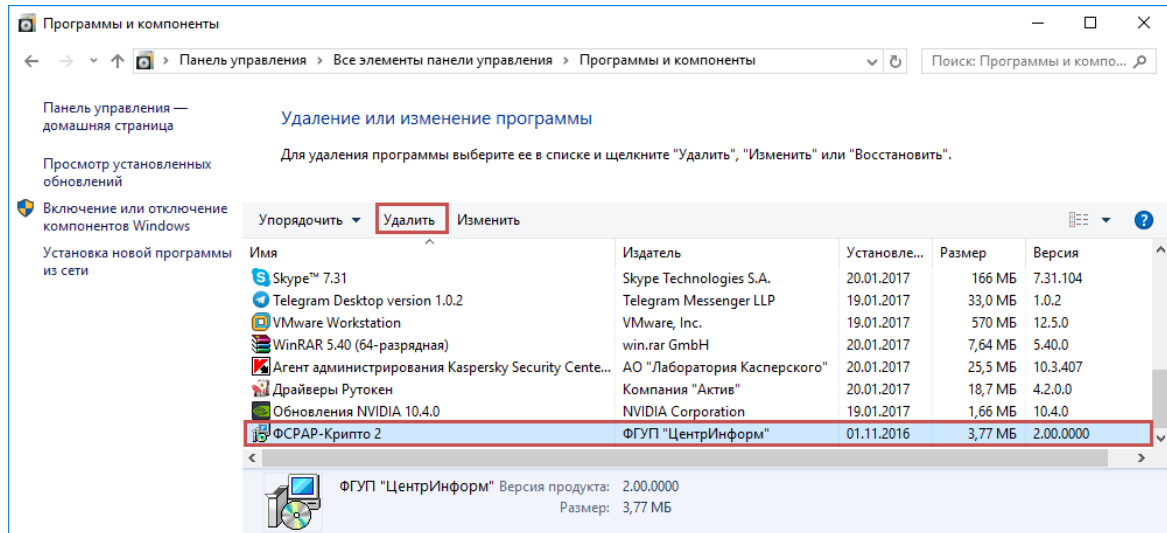 Программы и компоненты
Панель управления › Все элементы панели управления › Программы и компоненты
Поиск: Программы и компо...
Панель управления —
домашняя страница
Просмотр установленных
обновлений
Включение или отключение
компонентов Windows
Установка новой программы
из сети
Удаление или изменение программы
Для удаления программы выберите ее в списке и щелкните "Удалить", "Изменить" или "Восстановить".
Упорядочить Удалить Изменить
Имя Издатель Установле... Размер Версия
Skype™ 7.31 Skype Technologies S.A. 20.01.2017 166 МБ 7.31.104
Telegram Desktop version 1.0.2 Telegram Messenger LLP 19.01.2017 33,0 МБ 1.0.2
VMware Workstation VMware, Inc. 19.01.2017 570 МБ 12.5.0
WinRAR 5.40 (64-разрядная) win.rar GmbH 20.01.2017 7,64 МБ 5.40.0
Агент администрирования Kaspersky Security Cente... АО "Лаборатория Касперского" 20.01.2017 25,5 МБ 10.3.407
Драйверы Рутокен Компания "Актив" 20.01.2017 18,7 МБ 4.2.0.0
Обновления NVIDIA 10.4.0 NVIDIA Corporation 19.01.2017 1,66 МБ 10.4.0
ФСРАР-Крипто 2 ФГУП "ЦентрИнформ" 01.11.2016 3,77 МБ 2.00.0000
ФГУП "ЦентрИнформ" Версия продукта: 2.00.0000
Размер: 3,77 МБ